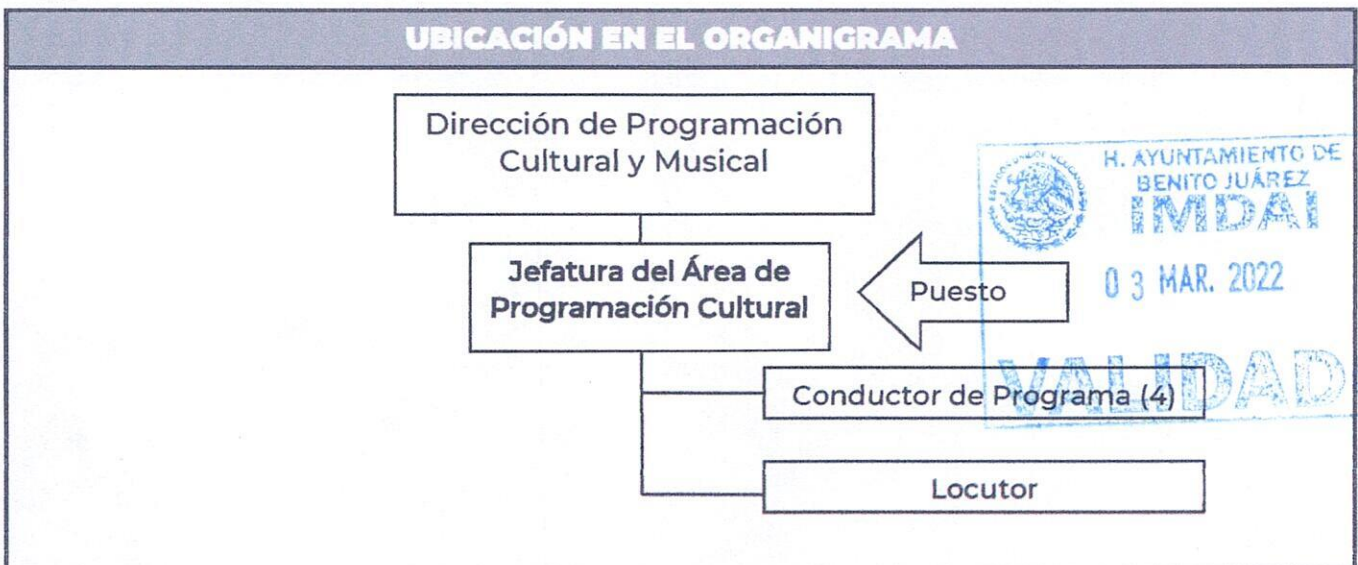 UBICACIÓN EN EL ORGANIGRAMA
Dirección de Programación
Cultural y Musical
H. AYUNTAMIENTO DE
BENITO JUÁREZ
IMDAI
Jefatura del Área de
Programación Cultural
Puesto
03 MAR. 2022
VALIDAD
Conductor de Programa (4)
Locutor